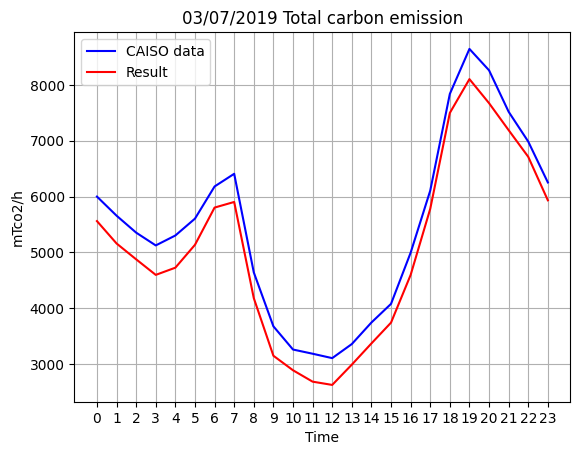 03/07/2019 Total carbon emission
CAISO data
Result
mTco2/h
8000
7000
6000
5000
4000
3000
0 1 2 3 4 5 6 7 8 9 10 11 12 13 14 15 16 17 18 19 20 21 22 23
Time